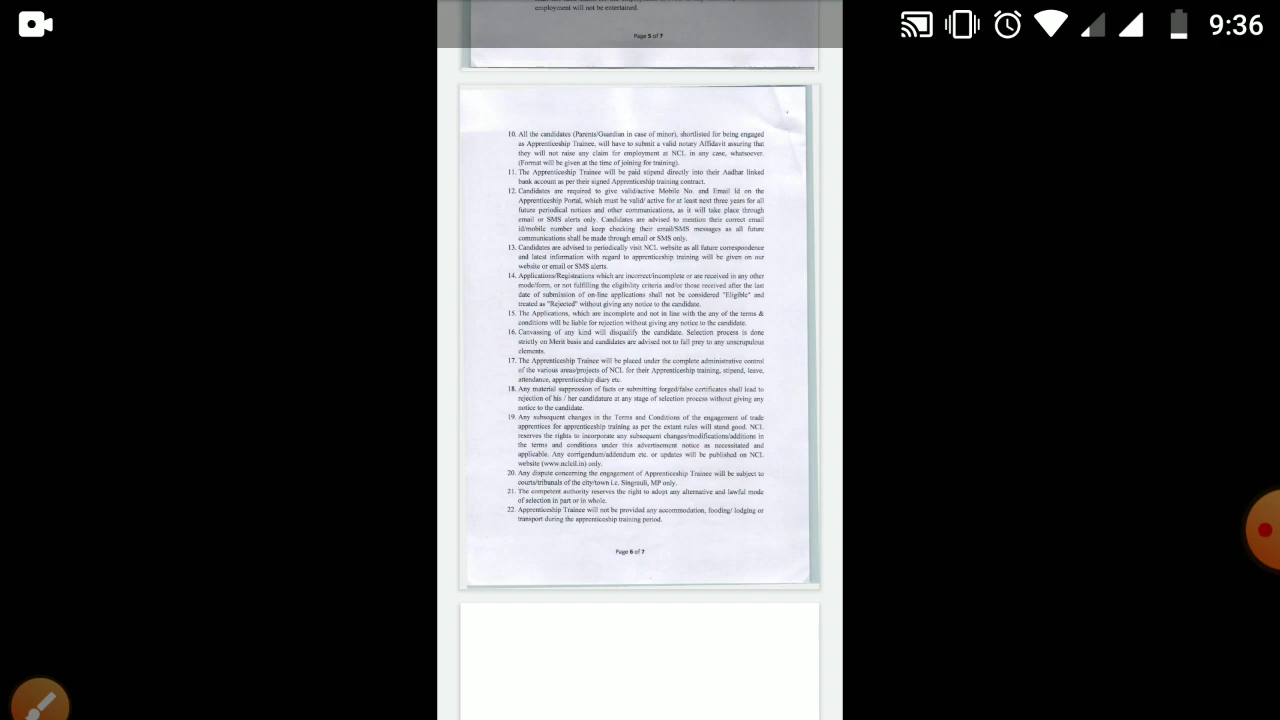 9:36
employment will not be entertained.
Page 5 of 7
10. All the candidates (Parents/Guardian in case of minor), shortlisted for being engaged
as Apprenticeship Trainee, will have to submit a valid notary Affidavit assuring that
they will not raise any claim for employment at NCL in any case, whatsoever.
(Format will be given at the time of joining for training).
11. The Apprenticeship Trainee will be paid stipend directly into their Aadhar linked
bank account as per their signed Apprenticeship training contract.
12. Candidates are required to give valid/active Mobile No. and Email Id on the
Apprenticeship Portal, which must be valid/ active for at least next three years for all
future periodical notices and other communications, as it will take place through
email or SMS alerts only. Candidates are advised to mention their correct email
id/mobile number and keep checking their email/SMS messages as all future
communications shall be made through email or SMS only.
13. Candidates are advised to periodically visit NCL website as all future correspondence
and latest information with regard to apprenticeship training will be given on our
website or email or SMS alerts.
14. Applications/Registrations which are incorrect/incomplete or are received in any other
mode/form, or not fulfilling the eligibility criteria and/or those received after the last
date of submission of on-line applications shall not be considered "Eligible" and
treated as "Rejected" without giving any notice to the candidate.
15. The Applications, which are incomplete and not in line with the any of the terms &
conditions will be liable for rejection without giving any notice to the candidate.
16. Canvassing of any kind will disqualify the candidate. Selection process is done
strictly on Merit basis and candidates are advised not to fall prey to any unscrupulous
elements.
17. The Apprenticeship Trainee will be placed under the complete administrative control
of the various areas/projects of NCL for their Apprenticeship training, stipend, leave,
attendance, apprenticeship diary etc.
18. Any material suppression of facts or submitting forged/false certificates shall lead to
rejection of his / her candidature at any stage of selection process without giving any
notice to the candidate.
19. Any subsequent changes in the Terms and Conditions of the engagement of trade
apprentices for apprenticeship training as per the extant rules will stand good. NCL
reserves the rights to incorporate any subsequent changes/modifications/additions in
the terms and conditions under this advertisement notice as necessitated and
applicable. Any corrigendum/addendum etc. or updates will be published on NCL
website (www.nclcil.in) only.
20. Any dispute concerning the engagement of Apprenticeship Trainee will be subject to
courts/tribunals of the city/town i.e. Singrauli, MP only.
21. The competent authority reserves the right to adopt any alternative and lawful mode
of selection in part or in whole.
22. Apprenticeship Trainee will not be provided any accommodation, fooding/ lodging or
transport during the apprenticeship training period.
Page 6 of 7